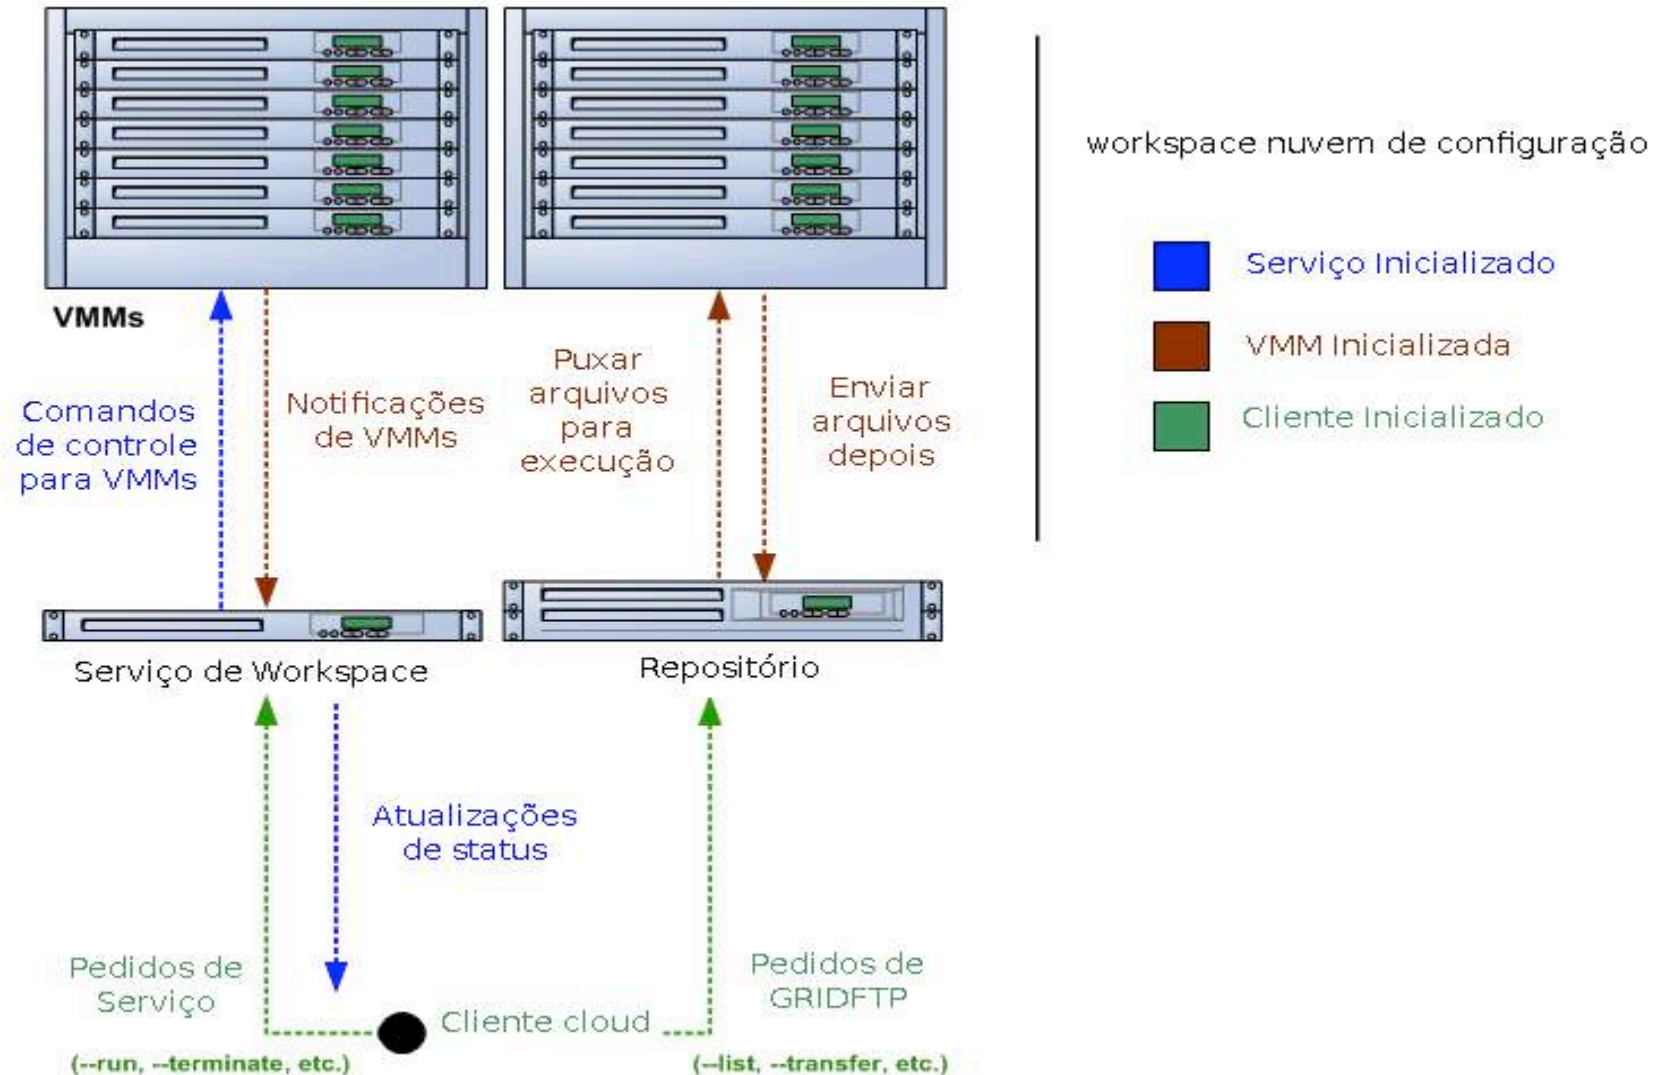 workspace nuvem de configuração
Serviço Inicializado
VMM Inicializada
Cliente Inicializado
VMMs
Comandos
de controle
para VMMs
Notificações
de VMMs
Puxar
arquivos
para
execução
Enviar
arquivos
depois
Serviço de Workspace
Repositório
Atualizações
de status
Pedidos de
Serviço
Pedidos de
GRIDFTP
Cliente cloud
(--run, --terminate, etc.)
(--list, --transfer, etc.)